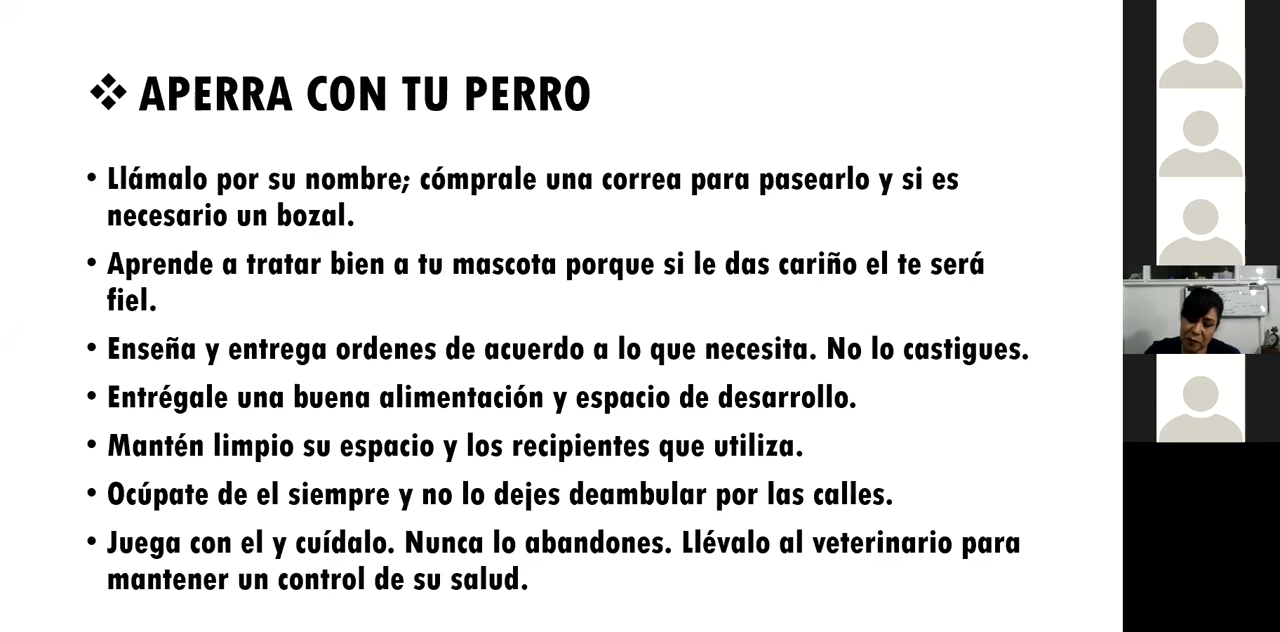 ❖ APERRA CON TU PERRO
• Llámalo por su nombre; cómprale una correa para pasearlo y si es
necesario un bozal.
• Aprende a tratar bien a tu mascota porque si le das cariño el te será
fiel.
• Enseña y entrega ordenes de acuerdo a lo que necesita. No lo castigues.
• Entrégale una buena alimentación y espacio de desarrollo.
• Mantén limpio su espacio y los recipientes que utiliza.
• Ocúpate de el siempre y no lo dejes deambular por las calles.
• Juega con el y cuídalo. Nunca lo abandones. Llévalo al veterinario para
mantener un control de su salud.